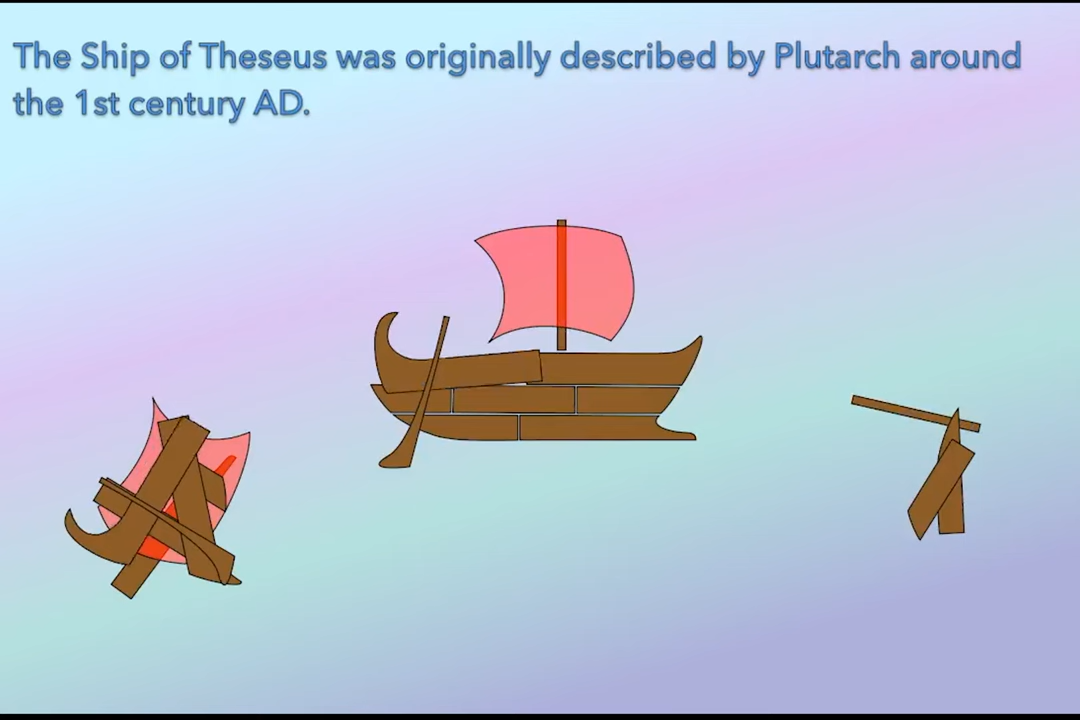 The Ship of Theseus was originally described by Plutarch around
the 1st century AD.